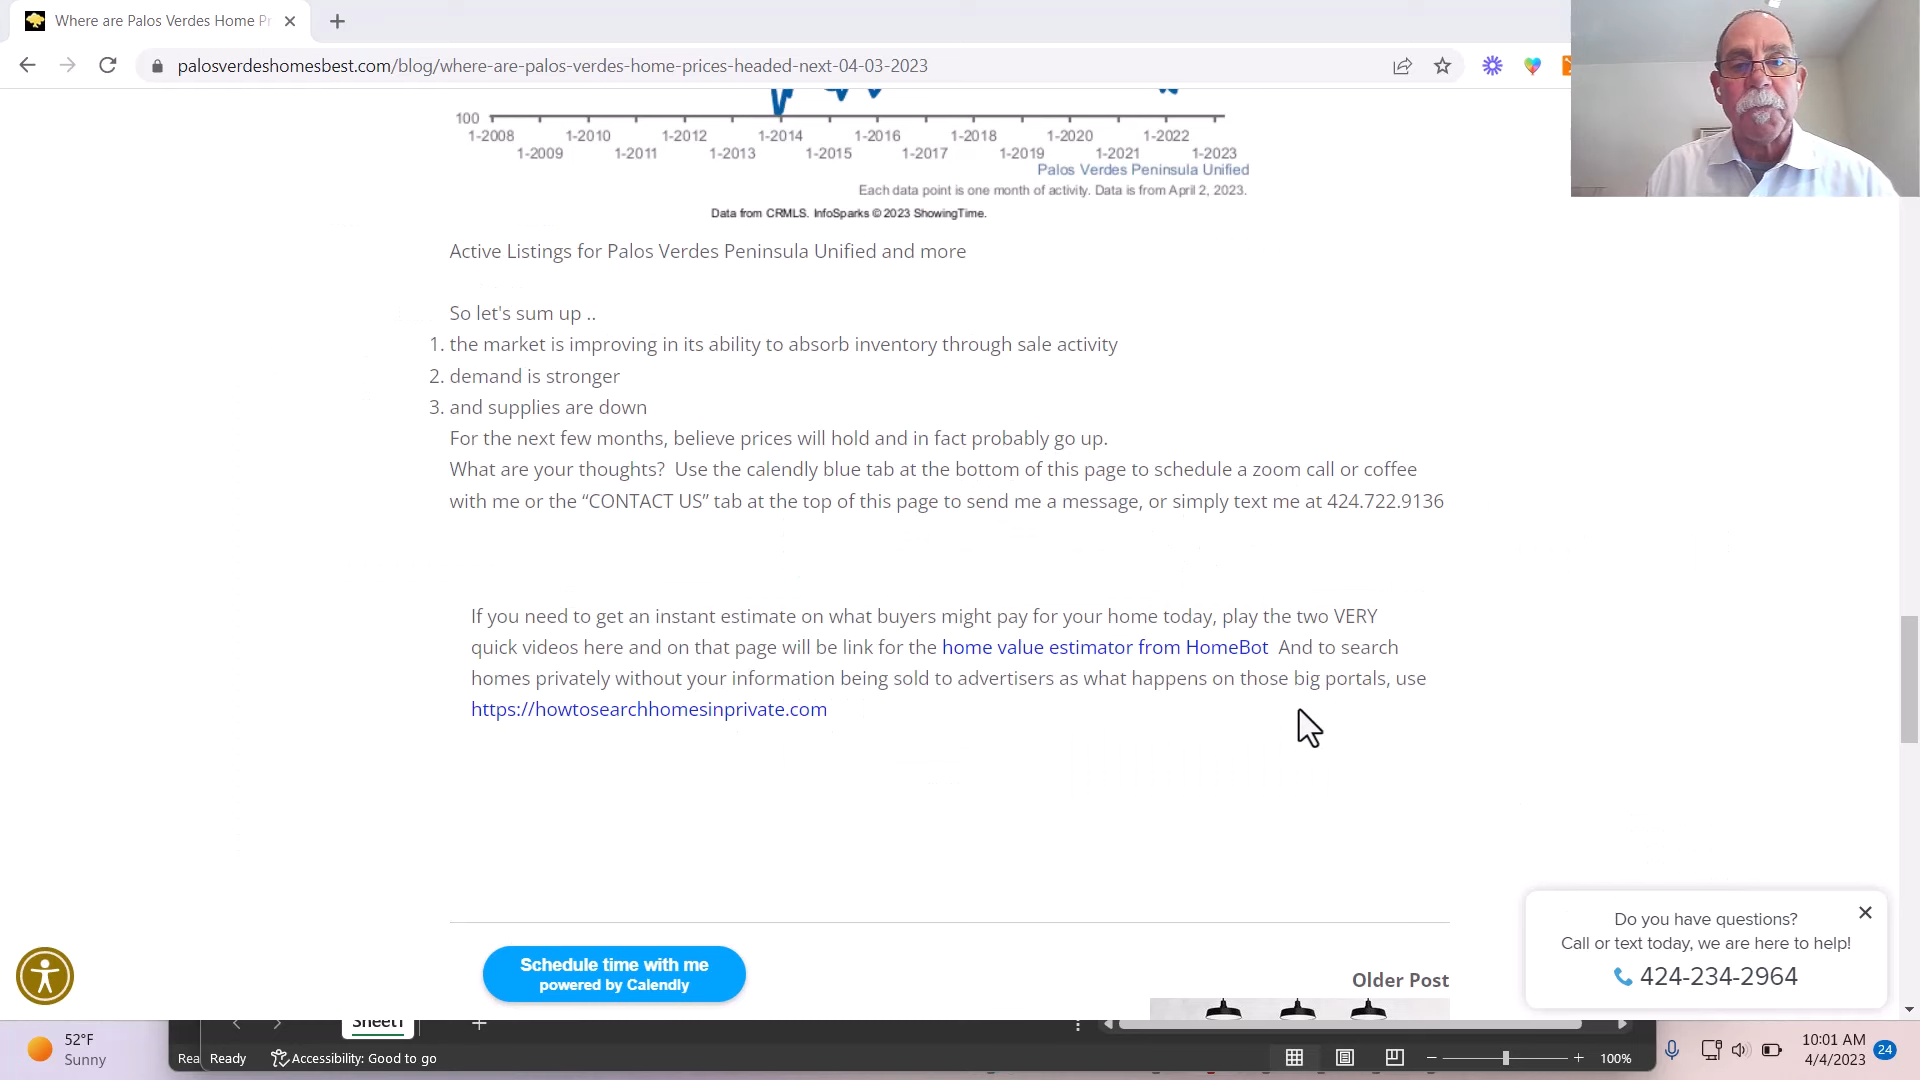 Where are Palos Verdes Home Pr
palosverdeshomesbest.com/blog/where-are-palos-verdes-home-prices-headed-next-04-03-2023
100
1-2008 1-2010 1-2012 1-2014 1-2016 1-2018 1-2020 1-2022
1-2009 1-2011 1-2013 1-2015 1-2017 1-2019 1-2021 1-2023
Palos Verdes Peninsula Unified
Each data point is one month of activity. Data is from April 2, 2023.
Data from CRMLS. InfoSparks © 2023 ShowingTime.
Active Listings for Palos Verdes Peninsula Unified and more
So let's sum up ..
1. the market is improving in its ability to absorb inventory through sale activity
2. demand is stronger
3. and supplies are down
For the next few months, believe prices will hold and in fact probably go up.
What are your thoughts?  Use the calendly blue tab at the bottom of this page to schedule a zoom call or coffee
with me or the “CONTACT US” tab at the top of this page to send me a message, or simply text me at 424.722.9136
If you need to get an instant estimate on what buyers might pay for your home today, play the two VERY
quick videos here and on that page will be link for the home value estimator from HomeBot  And to search
homes privately without your information being sold to advertisers as what happens on those big portals, use
https://howtosearchhomesinprivate.com
Do you have questions?
Call or text today, we are here to help!
424-234-2964
Schedule time with me
powered by Calendly
Older Post
Sheet1
52°F
Sunny
Rea
Ready
Accessibility: Good to go
100%
10:01 AM
4/4/2023
24